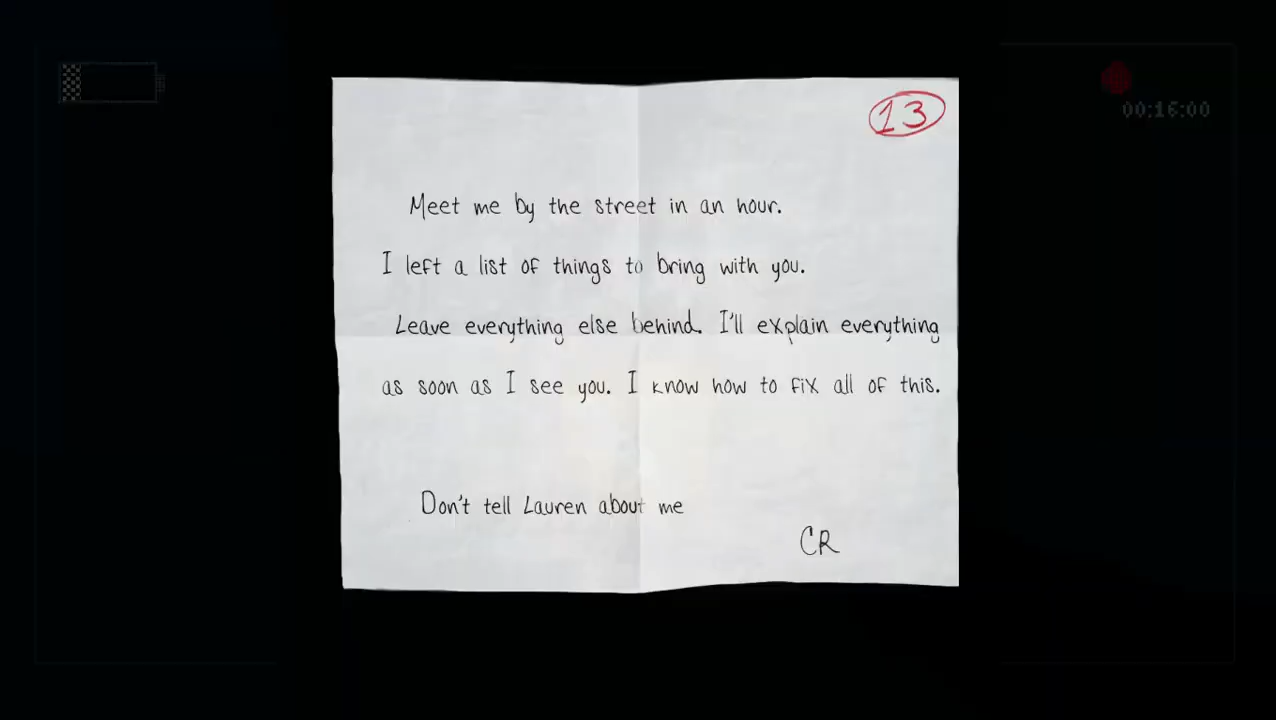 13
00:16:00
Meet me by the street in an hour.
I left a list of things to bring with you.
Leave everything else behind. I'll explain everything
as soon as I see you. I know how to fix all of this.
Don't tell Lauren about me
CR